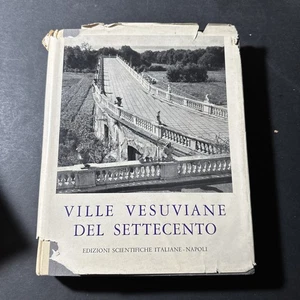 VILLE VESUVIANE
DEL SETTECENTO
EDIZIONI SCIENTIFICHE ITALIANE - NAPOLI